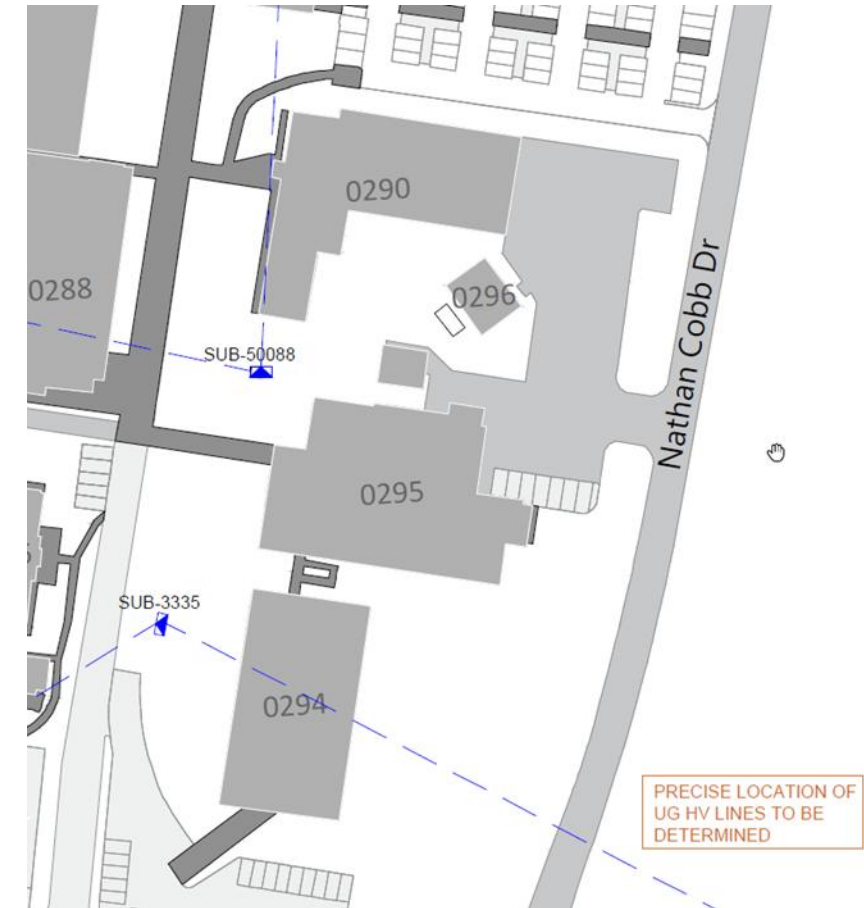 0290
0288
0296
SUB-50088
Nathan Cobb Dr
0295
SUB-3335
0294
PRECISE LOCATION OF
UG HV LINES TO BE
DETERMINED